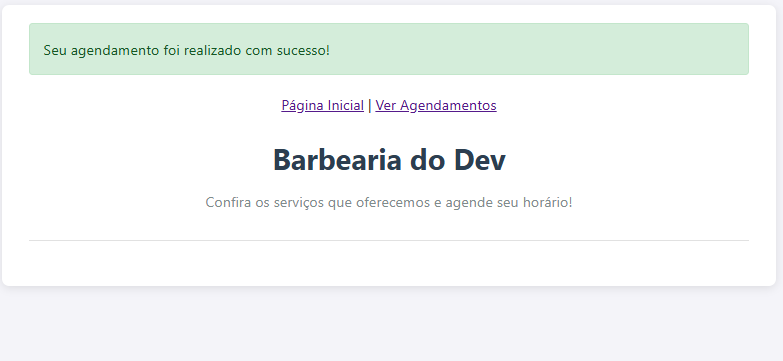 Seu agendamento foi realizado com sucesso!
Página Inicial | Ver Agendamentos
Barbearia do Dev
Confira os serviços que oferecemos e agende seu horário!